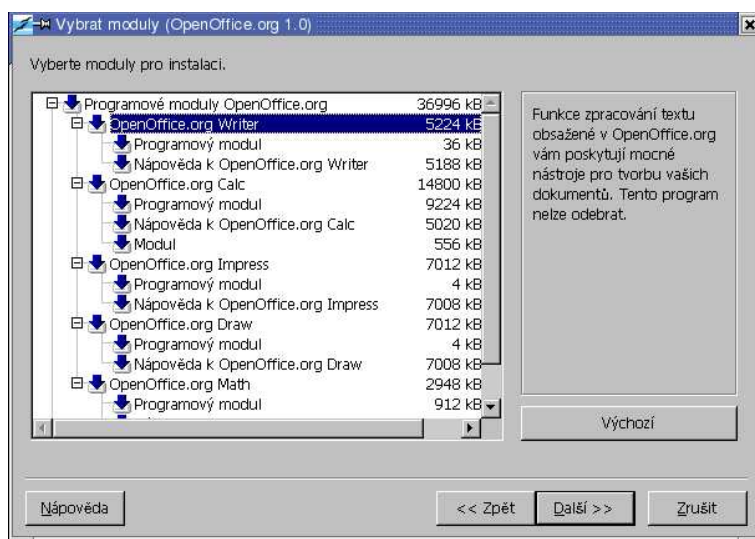 Vybrat moduly (OpenOffice.org 1.0)
Vyberte moduly pro instalaci.
Programové moduly OpenOffice.org 36996 kB
OpenOffice.org Writer 5224 kB
Programový modul 36 kB
Nápověda k OpenOffice.org Writer 5188 kB
OpenOffice.org Calc 14800 kB
Programový modul 9224 kB
Nápověda k OpenOffice.org Calc 5020 kB
Modul 556 kB
OpenOffice.org Impress 7012 kB
Programový modul 4 kB
Nápověda k OpenOffice.org Impress 7008 kB
OpenOffice.org Draw 7012 kB
Programový modul 4 kB
Nápověda k OpenOffice.org Draw 7008 kB
OpenOffice.org Math 2948 kB
Programový modul 912 kB
Funkce zpracování textu
obsažené v OpenOffice.org
vám poskytují mocné
nástroje pro tvorbu vašich
dokumentů. Tento program
nelze odebrat.
Výchozí
Nápověda
<< Zpět
Další >>
Zrušit